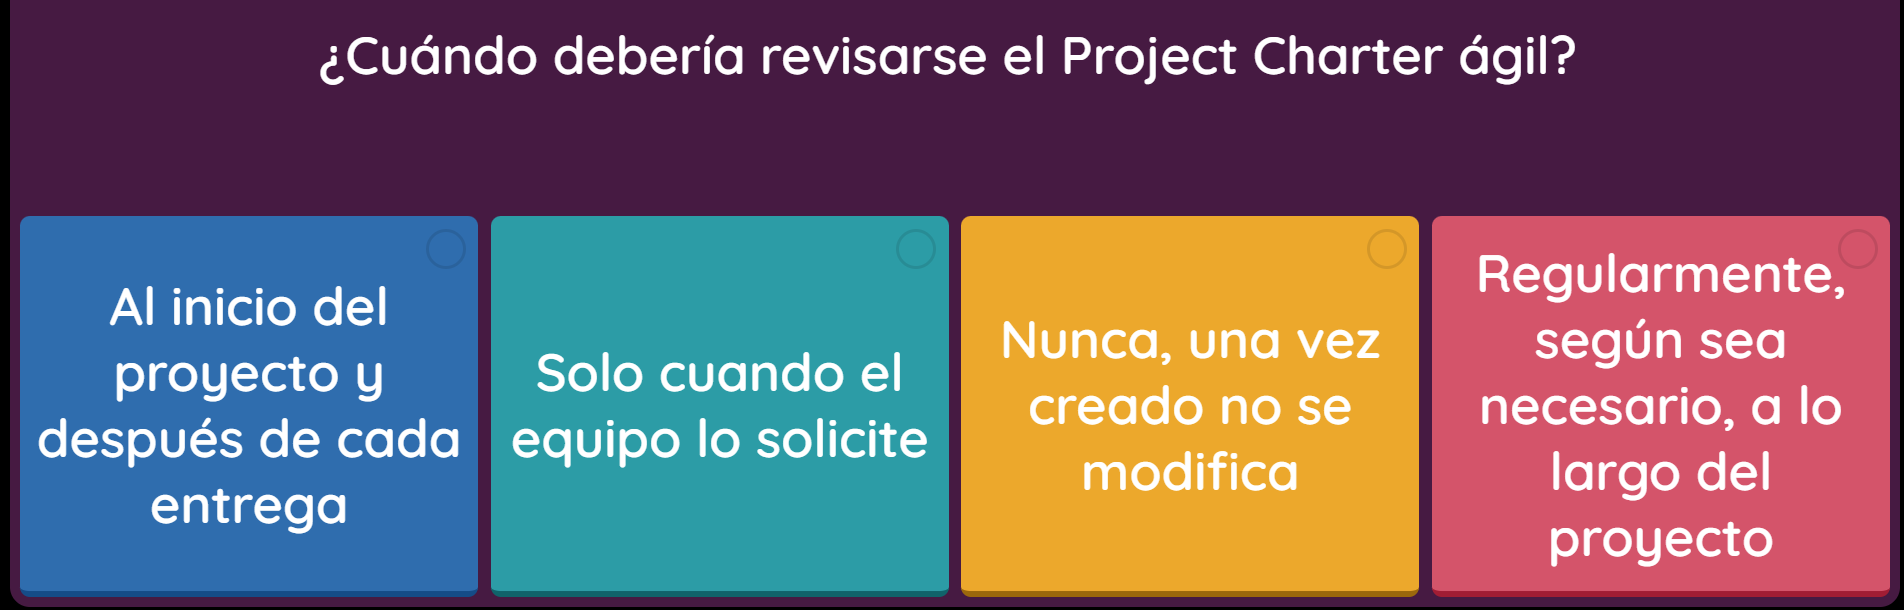 ¿Cuándo debería revisarse el Project Charter ágil?
Al inicio del
proyecto y
después de cada
entrega
Solo cuando el
equipo lo solicite
Nunca, una vez
creado no se
modifica
Regularmente,
según sea
necesario, a lo
largo del
proyecto